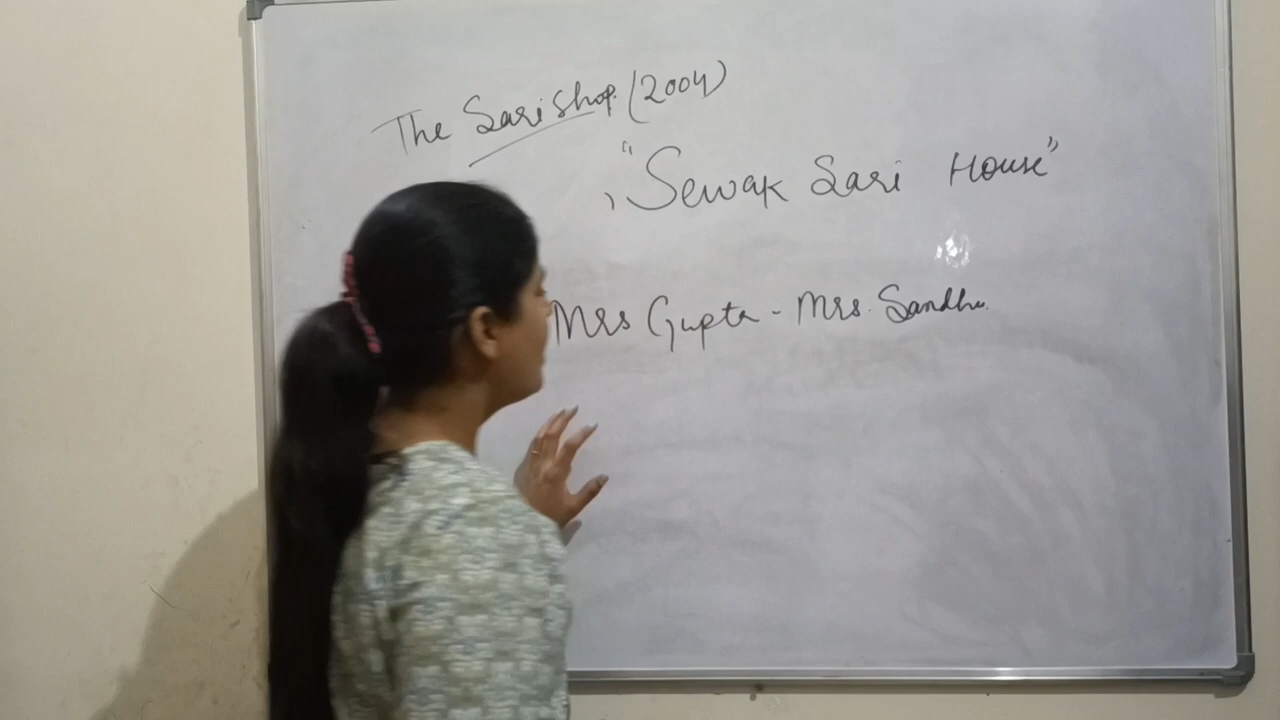 The Sari Shop. (2004)
"Sewak Sari House"
Mrs Gupta - Mrs. Sandhu.